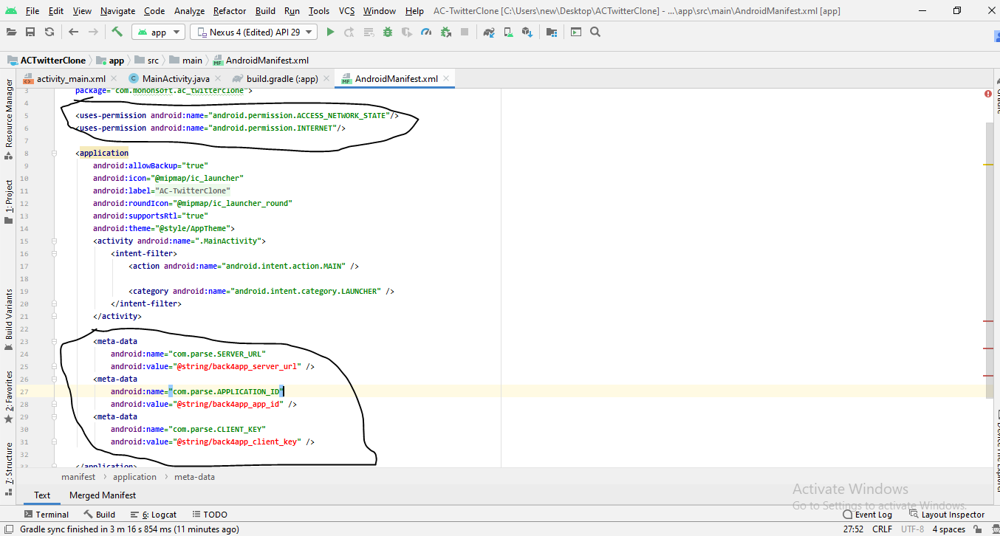 File Edit View Navigate Code Analyze Refactor Build Run Tools VCS Window Help AC-TwitterClone [C:\Users\new\Desktop\ACTwitterClone] - ...\app\src\main\AndroidManifest.xml [app]
app Nexus 4 (Edited) API 29
ACTwitterClone app src main AndroidManifest.xml
activity_main.xml MainActivity.java build.gradle (:app) AndroidManifest.xml
Resource Manager
1: Project
Build Variants
2: Favorites
7: Structure
3 package="com.mononsoft.ac_twitterclone">
4
5 <uses-permission android:name="android.permission.ACCESS_NETWORK_STATE"/>
6 <uses-permission android:name="android.permission.INTERNET"/>
7
8 <application
9 android:allowBackup="true"
10 android:icon="@mipmap/ic_launcher"
11 android:label="AC-TwitterClone"
12 android:roundIcon="@mipmap/ic_launcher_round"
13 android:supportsRtl="true"
14 android:theme="@style/AppTheme">
15 <activity android:name=".MainActivity">
16 <intent-filter>
17 <action android:name="android.intent.action.MAIN" />
18
19 <category android:name="android.intent.category.LAUNCHER" />
20 </intent-filter>
21 </activity>
22
23 <meta-data
24 android:name="com.parse.SERVER_URL"
25 android:value="@string/back4app_server_url" />
26 <meta-data
27 android:name="com.parse.APPLICATION_ID"
28 android:value="@string/back4app_app_id" />
29 <meta-data
30 android:name="com.parse.CLIENT_KEY"
31 android:value="@string/back4app_client_key" />
32
33 </application>
manifest application meta-data
Text Merged Manifest
Activate Windows
Go to Settings to activate Windows.
Terminal Build 6: Logcat TODO Event Log Layout Inspector
Gradle sync finished in 3 m 16 s 854 ms (11 minutes ago) 27:52 CRLF UTF-8 4 spaces